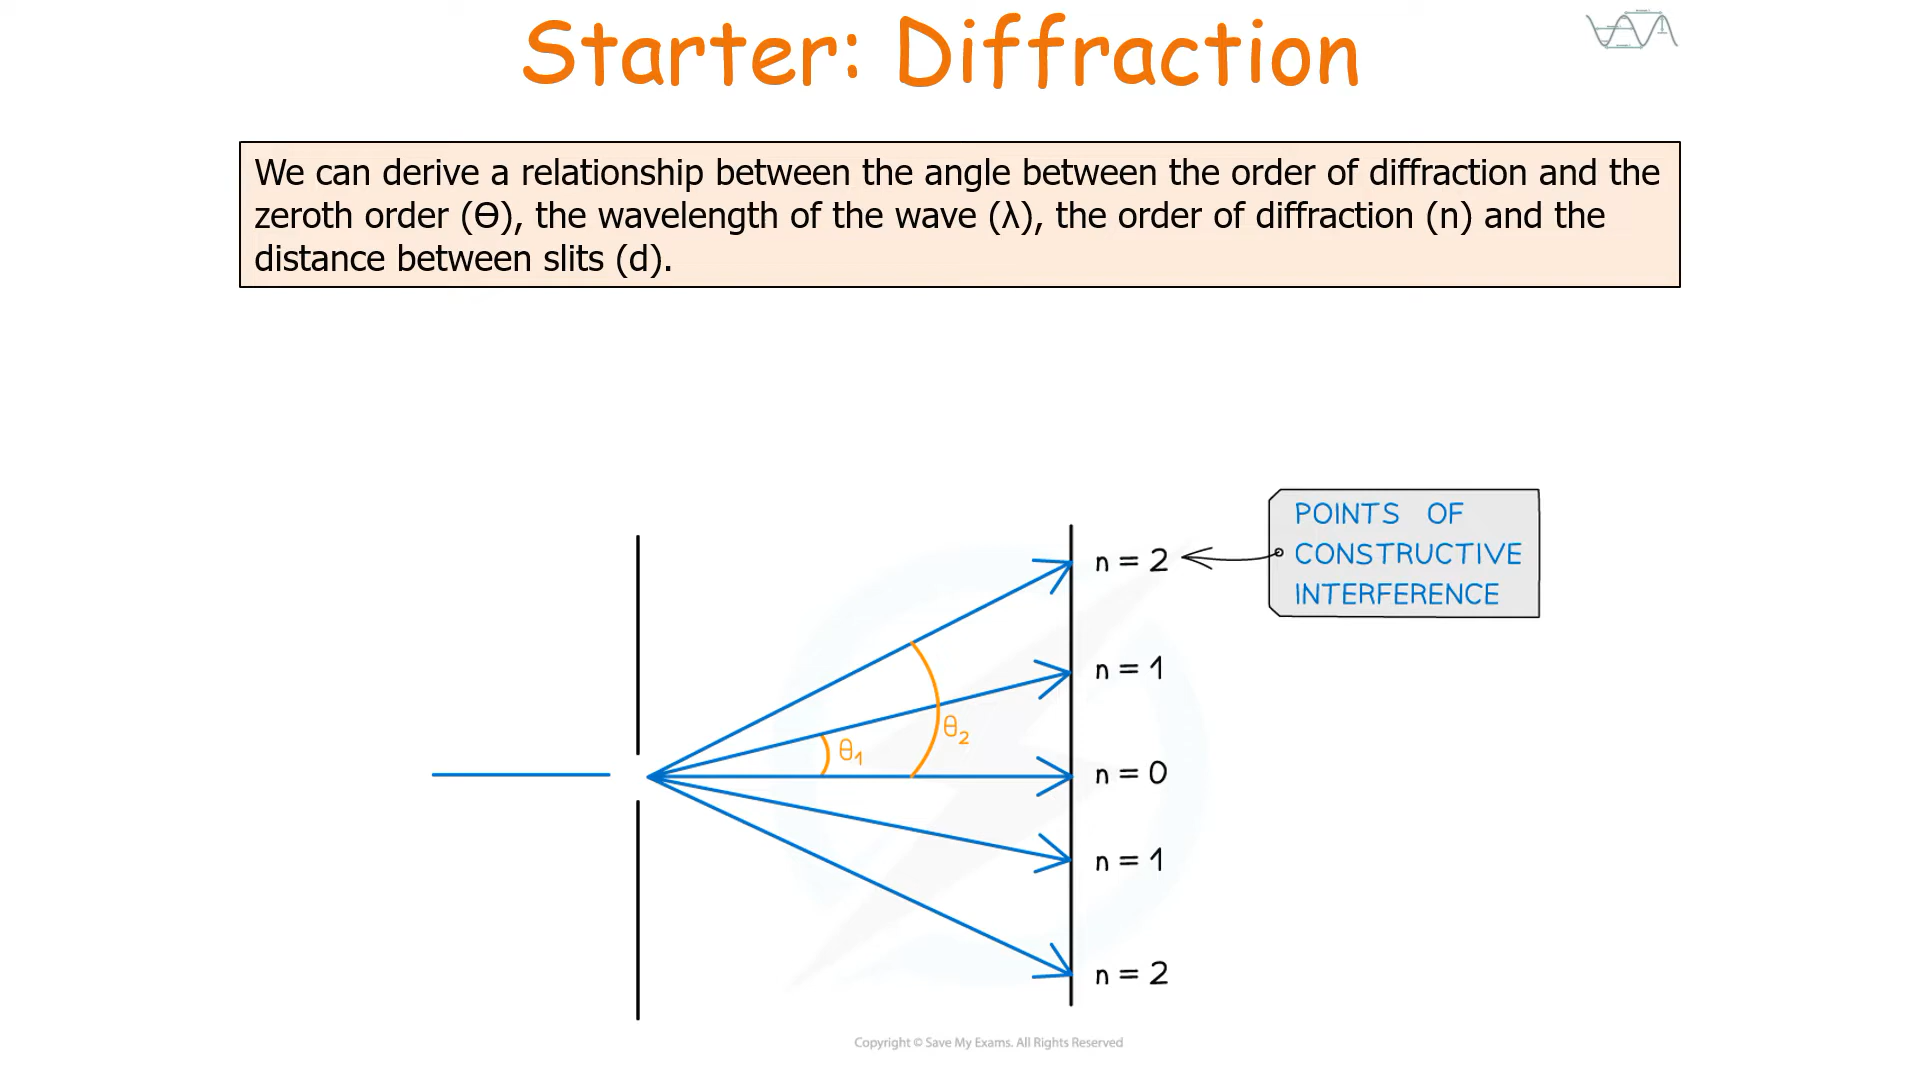 Starter: Diffraction
We can derive a relationship between the angle between the order of diffraction and the
zeroth order (Θ), the wavelength of the wave (λ), the order of diffraction (n) and the
distance between slits (d).
POINTS OF
CONSTRUCTIVE
INTERFERENCE
n = 2
n = 1
θ₂
θ₁
n = 0
n = 1
n = 2
Copyright © Save My Exams. All Rights Reserved